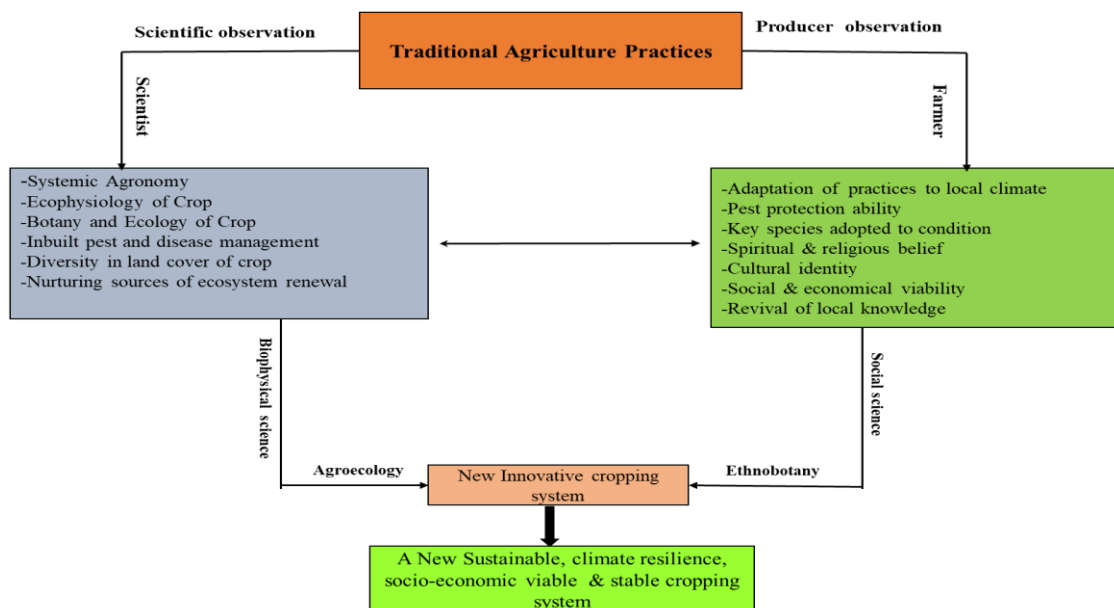 Scientific observation
Traditional Agriculture Practices
Producer observation
Scientist
Farmer
-Systemic Agronomy
-Ecophysiology of Crop
-Botany and Ecology of Crop
-Inbuilt pest and disease management
-Diversity in land cover of crop
-Nurturing sources of ecosystem renewal
-Adaptation of practices to local climate
-Pest protection ability
-Key species adopted to condition
-Spiritual & religious belief
-Cultural identity
-Social & economical viability
-Revival of local knowledge
Biophysical science
Social science
Agroecology
New Innovative cropping
system
Ethnobotany
A New Sustainable, climate resilience,
socio-economic viable & stable cropping
system